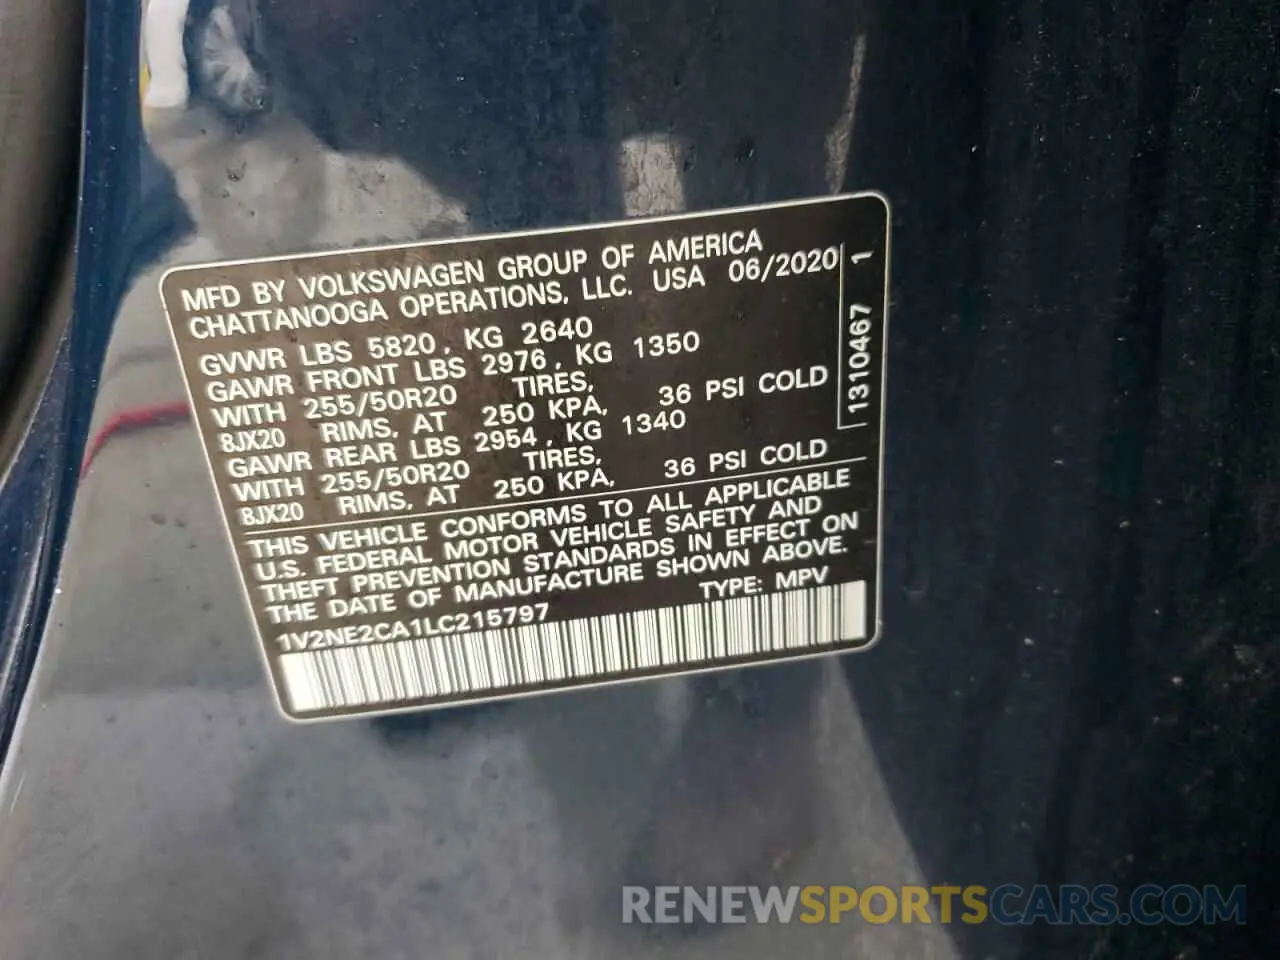 MFD BY VOLKSWAGEN GROUP OF AMERICA
CHATTANOOGA OPERATIONS, LLC. USA 06/2020
GVWR LBS 5820, KG 2640
GAWR FRONT LBS 2976, KG 1350
WITH 255/50R20 TIRES,
8JX20 RIMS, AT 250 KPA, 36 PSI COLD
GAWR REAR LBS 2954, KG 1340
WITH 255/50R20 TIRES,
8JX20 RIMS, AT 250 KPA, 36 PSI COLD
THIS VEHICLE CONFORMS TO ALL APPLICABLE
U.S. FEDERAL MOTOR VEHICLE SAFETY AND
THEFT PREVENTION STANDARDS IN EFFECT ON
THE DATE OF MANUFACTURE SHOWN ABOVE.
1V2NE2CA1LC215797 TYPE: MPV
1310467 1
RENEWSPORTSCARS.COM